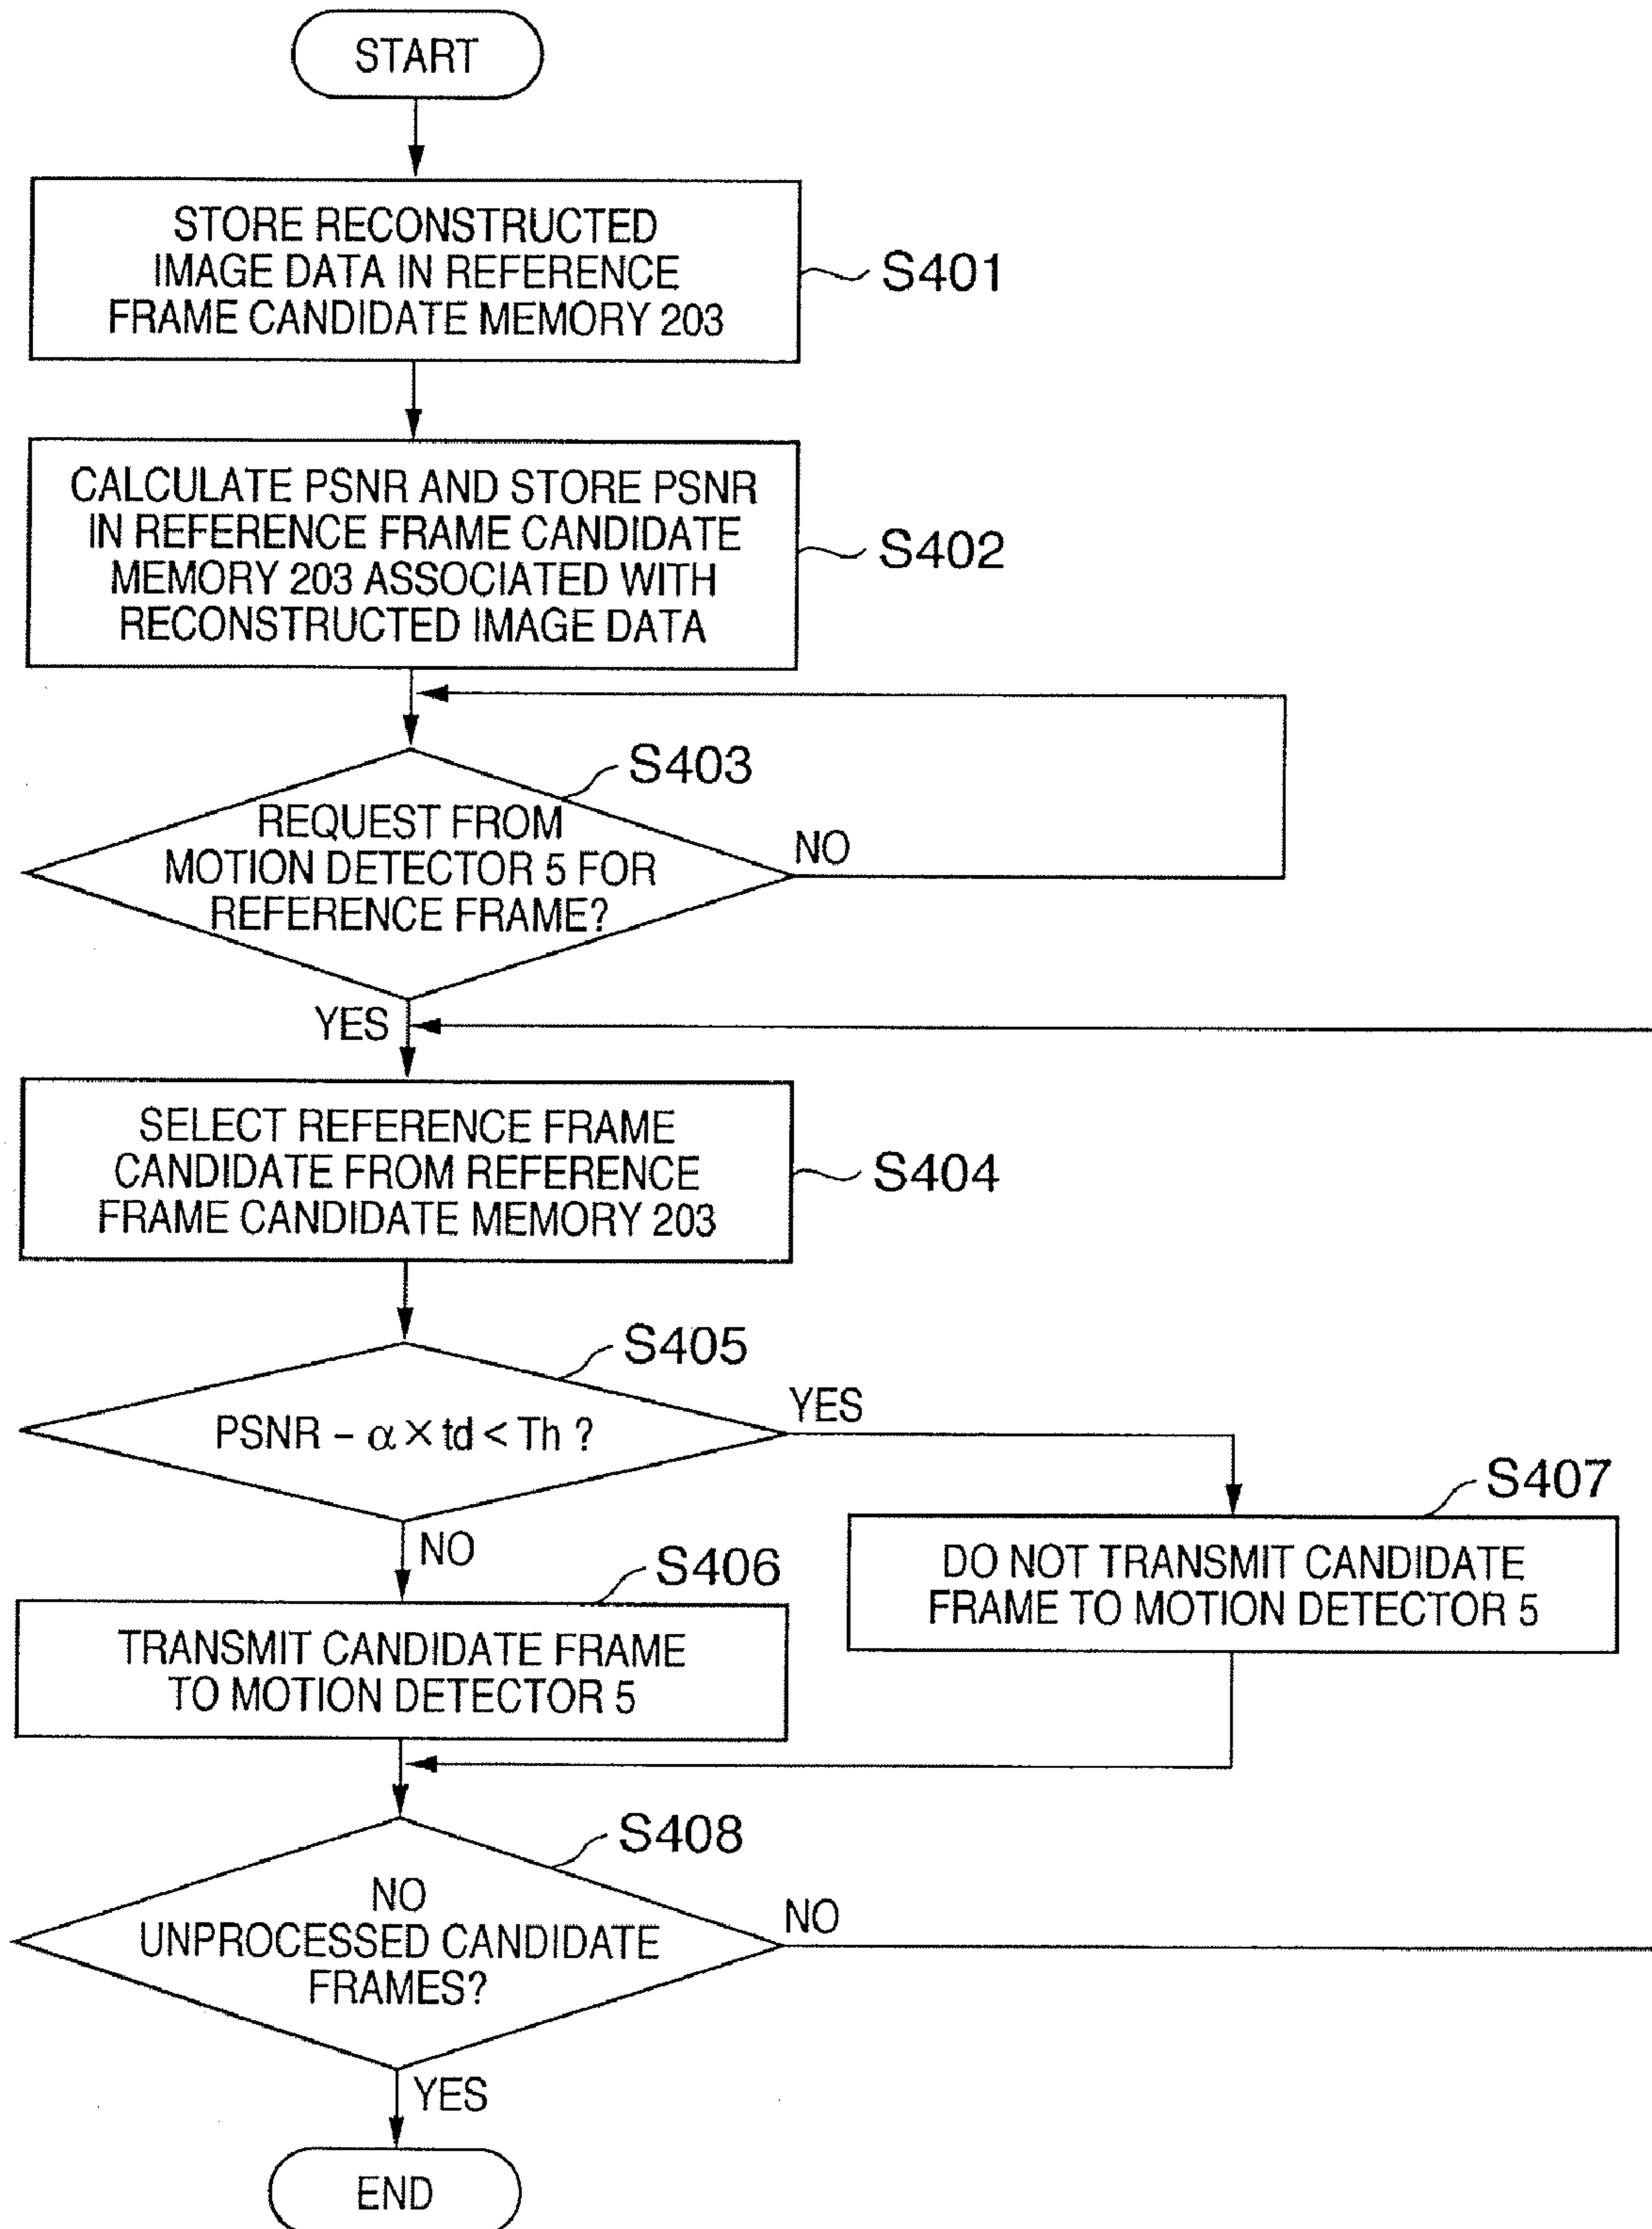 START
STORE RECONSTRUCTED
IMAGE DATA IN REFERENCE
FRAME CANDIDATE MEMORY 203
S401
CALCULATE PSNR AND STORE PSNR
IN REFERENCE FRAME CANDIDATE
MEMORY 203 ASSOCIATED WITH
RECONSTRUCTED IMAGE DATA
S402
S403
REQUEST FROM
MOTION DETECTOR 5 FOR
REFERENCE FRAME?
NO
YES
SELECT REFERENCE FRAME
CANDIDATE FROM REFERENCE
FRAME CANDIDATE MEMORY 203
S404
S405
PSNR – α × td < Th ?
YES
NO
S407
DO NOT TRANSMIT CANDIDATE
FRAME TO MOTION DETECTOR 5
S406
TRANSMIT CANDIDATE FRAME
TO MOTION DETECTOR 5
S408
NO
UNPROCESSED CANDIDATE
FRAMES?
NO
YES
END